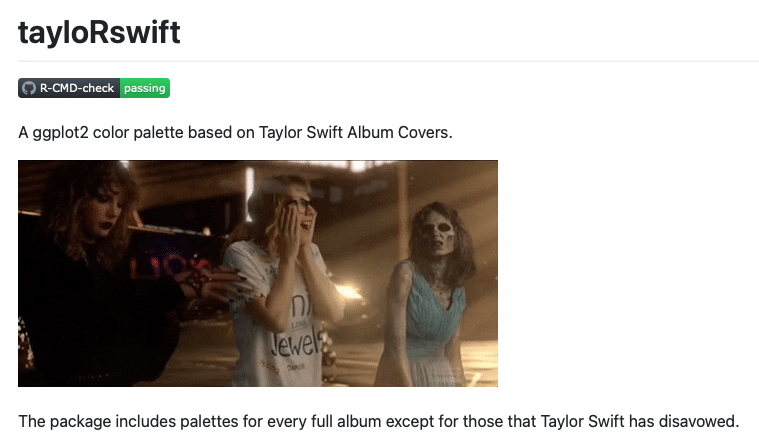 tayloRswift
R-CMD-check passing
A ggplot2 color palette based on Taylor Swift Album Covers.
Jewels
The package includes palettes for every full album except for those that Taylor Swift has disavowed.